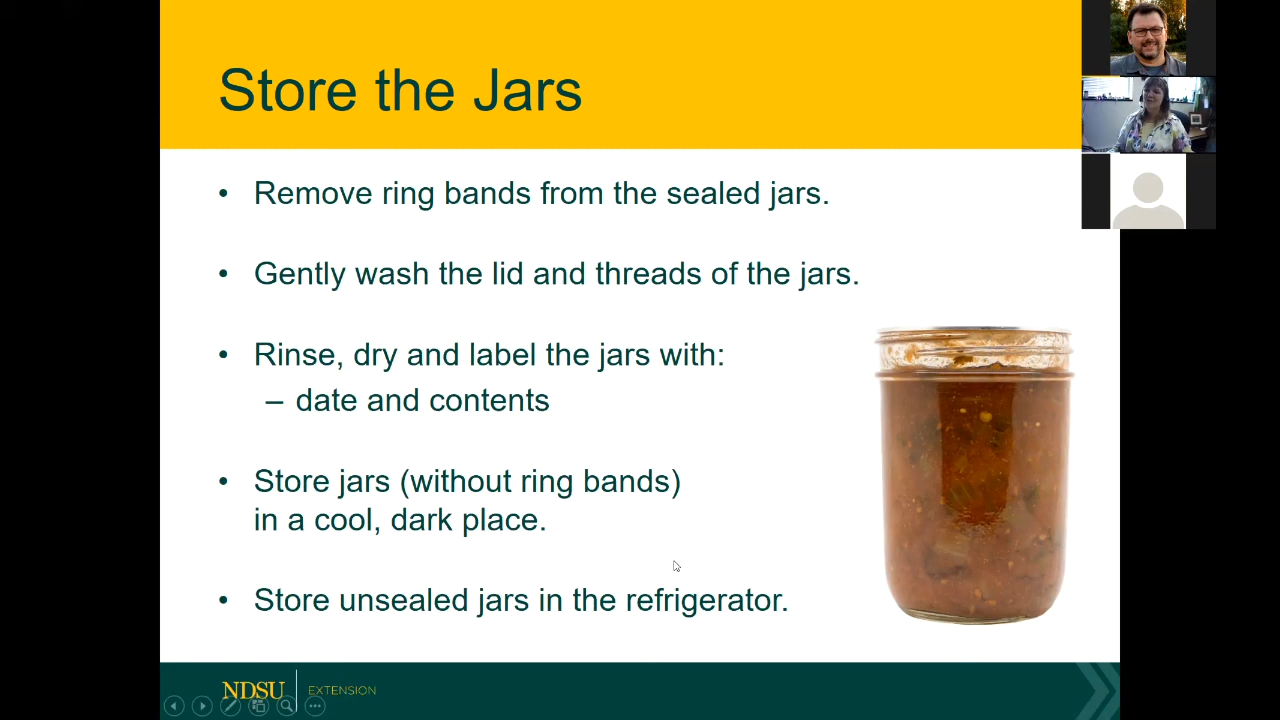 Store the Jars
• Remove ring bands from the sealed jars.
• Gently wash the lid and threads of the jars.
• Rinse, dry and label the jars with:
– date and contents
• Store jars (without ring bands)
in a cool, dark place.
• Store unsealed jars in the refrigerator.
NDSU EXTENSION